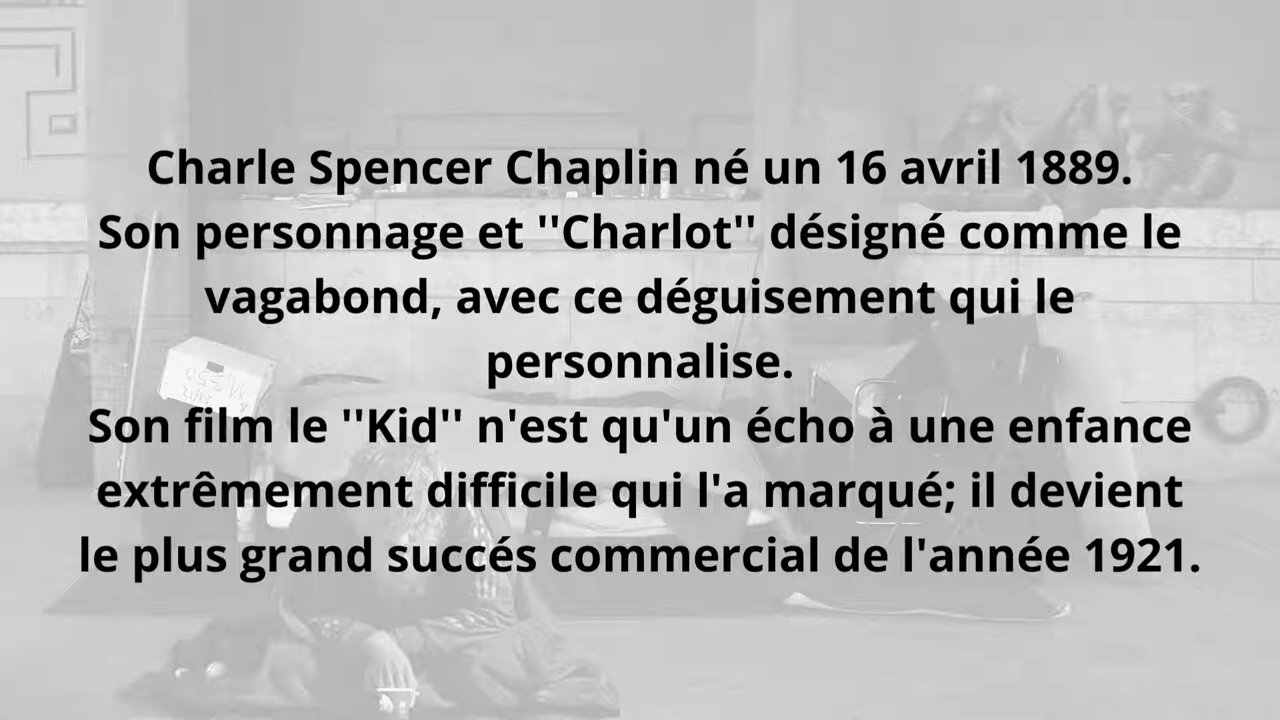 Charle Spencer Chaplin né un 16 avril 1889.
Son personnage et ''Charlot'' désigné comme le
vagabond, avec ce déguisement qui le
personnalise.
Son film le ''Kid'' n'est qu'un écho à une enfance
extrêmement difficile qui l'a marqué; il devient
le plus grand succés commercial de l'année 1921.